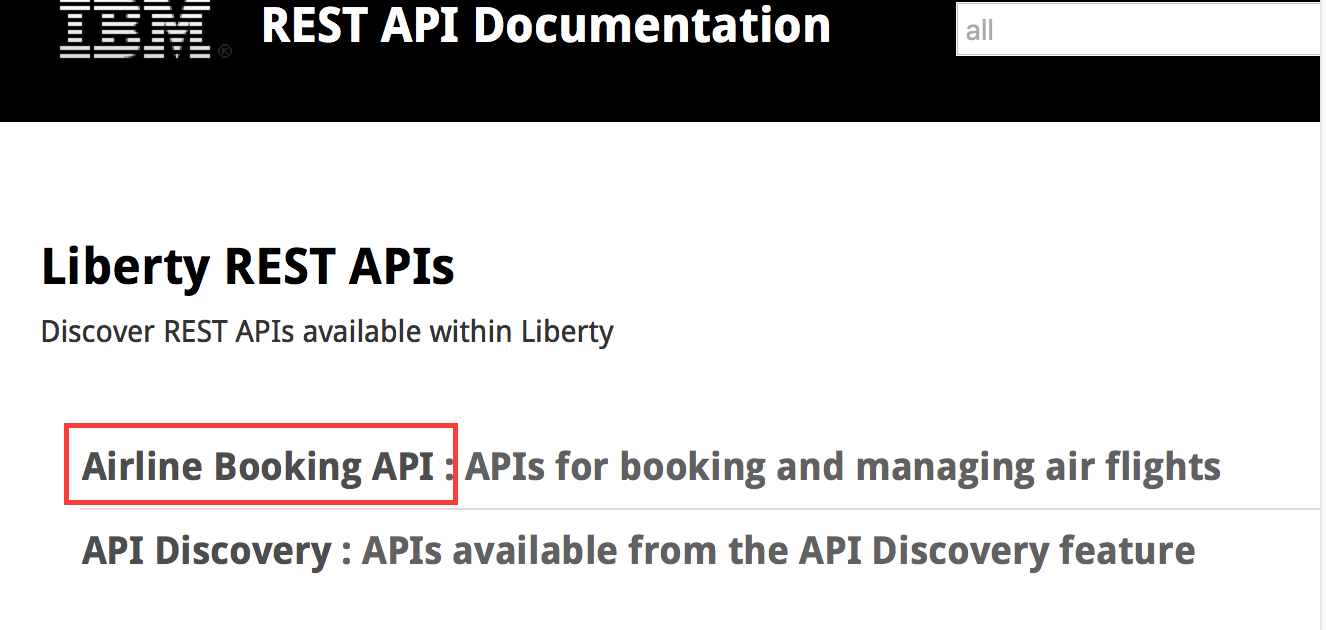 IBM ® REST API Documentation all
Liberty REST APIs
Discover REST APIs available within Liberty
Airline Booking API : APIs for booking and managing air flights
API Discovery : APIs available from the API Discovery feature